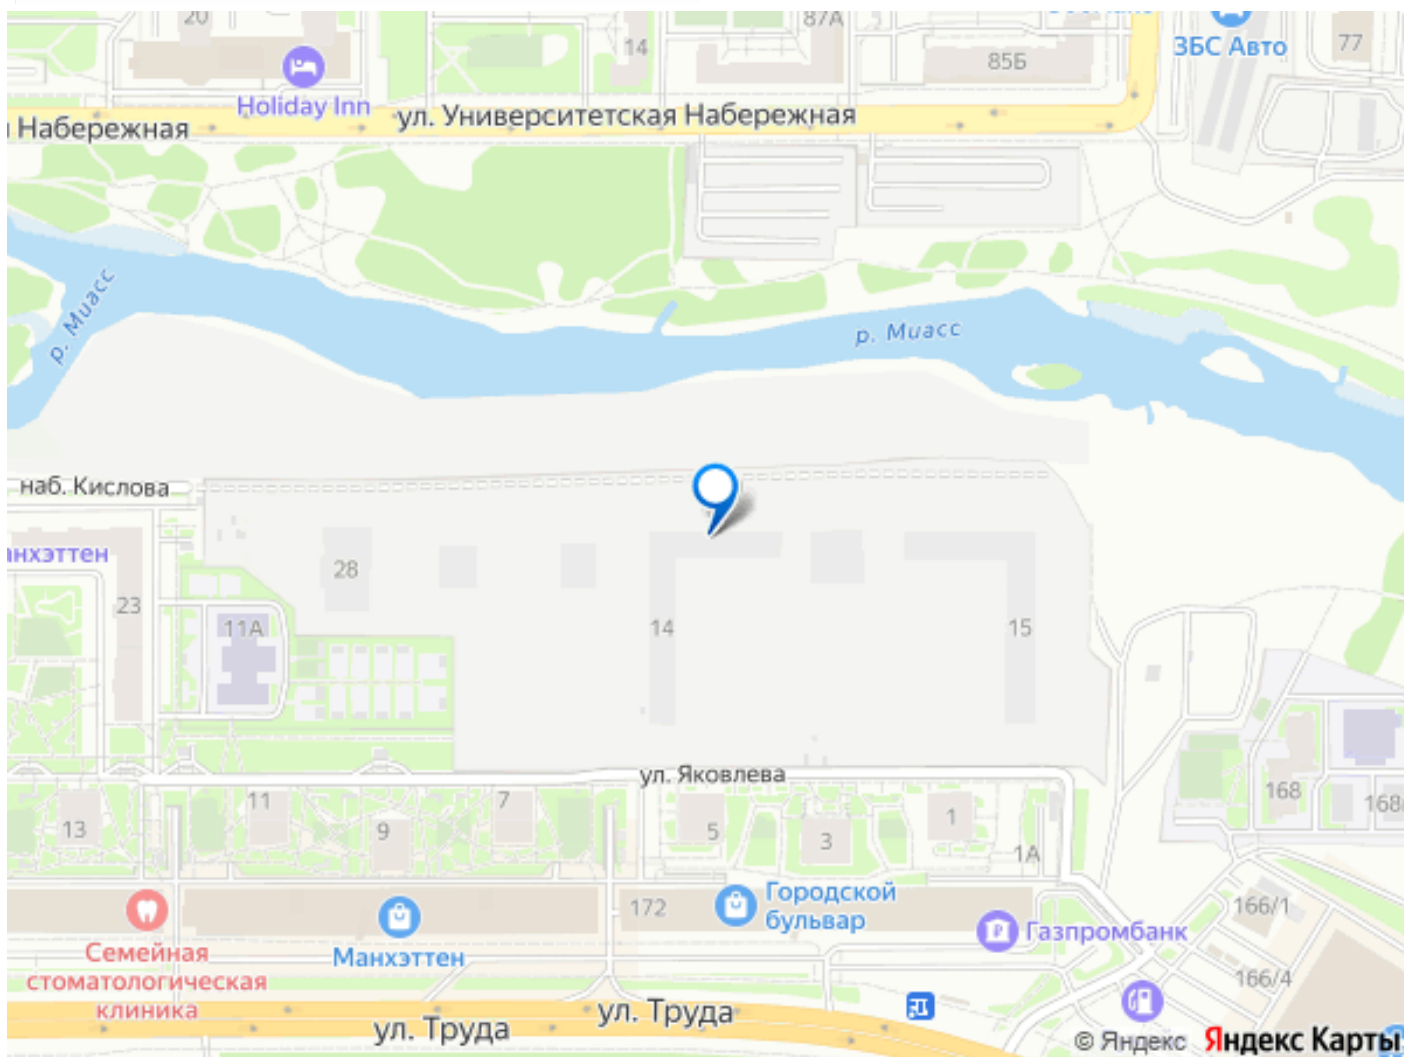 20
87А
14
85Б
ЗБС Авто
77
Holiday Inn
Набережная
ул. Университетская Набережная
р. Миасс
р. Миасс
наб. Кислова
28
23
11А
14
15
ул. Яковлева
13
11
9
7
5
3
1
1А
168
172
Городской
бульвар
Газпромбанк
166/1
166/4
Семейная
стоматологическая
клиника
Манхэттен
ул. Труда
ул. Труда
© Яндекс Яндекс Карты